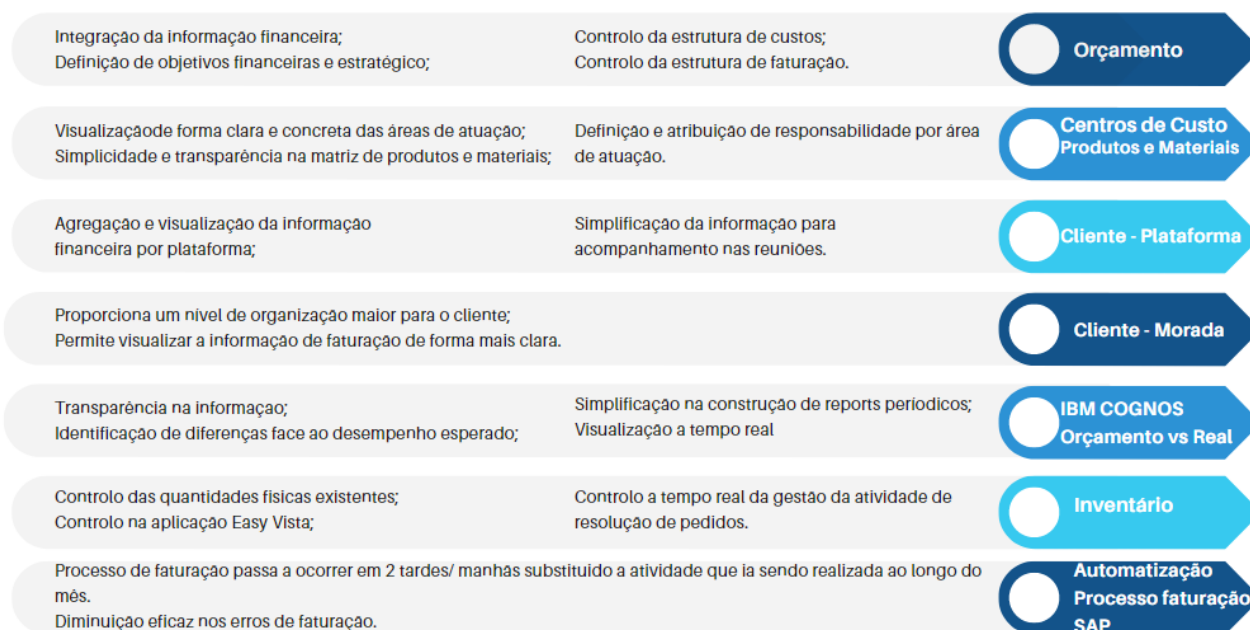 Integração da informação financeira;
Definição de objetivos financeiras e estratégico;
Controlo da estrutura de custos;
Controlo da estrutura de faturação.
Orçamento
Visualizaçãode forma clara e concreta das áreas de atuação;
Simplicidade e transparência na matriz de produtos e materiais;
Definição e atribuição de responsabilidade por área
de atuação.
Centros de Custo
Produtos e Materiais
Agregação e visualização da informação
financeira por plataforma;
Simplificação da informação para
acompanhamento nas reuniões.
Cliente - Plataforma
Proporciona um nível de organização maior para o cliente;
Permite visualizar a informação de faturação de forma mais clara.
Cliente - Morada
Transparência na informaçao;
Identificação de diferenças face ao desempenho esperado;
Simplificação na construção de reports períodicos;
Visualização a tempo real
IBM COGNOS
Orçamento vs Real
Controlo das quantidades físicas existentes;
Controlo na aplicação Easy Vista;
Controlo a tempo real da gestão da atividade de
resolução de pedidos.
Inventário
Processo de faturação passa a ocorrer em 2 tardes/ manhãs substituido a atividade que ia sendo realizada ao longo do
mês.
Diminuição eficaz nos erros de faturação.
Automatização
Processo faturação
SAP